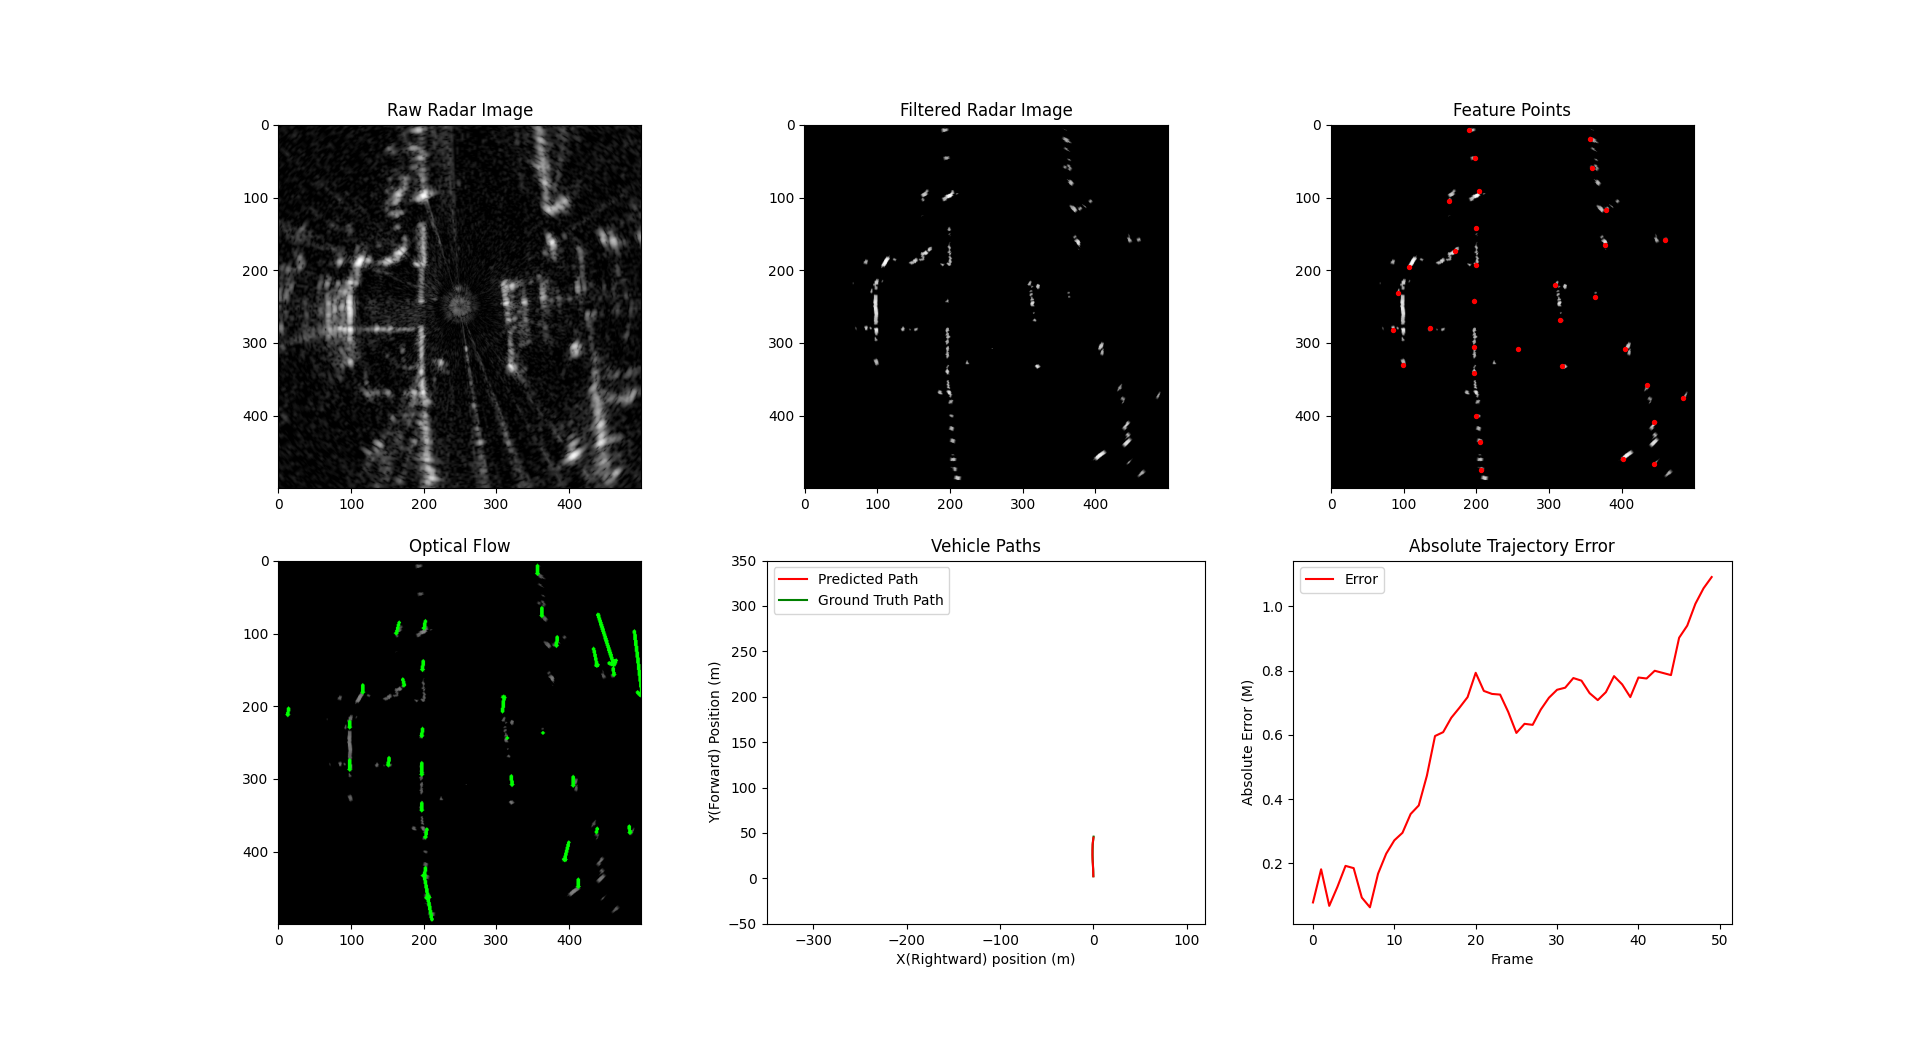 Raw Radar Image
0
100
200
300
400
0 100 200 300 400
Filtered Radar Image
0
100
200
300
400
0 100 200 300 400
Feature Points
0
100
200
300
400
0 100 200 300 400
Optical Flow
0
100
200
300
400
0 100 200 300 400
Vehicle Paths
Predicted Path
Ground Truth Path
Y(Forward) Position (m)
350
300
250
200
150
100
50
0
−50
−300 −200 −100 0 100
X(Rightward) position (m)
Absolute Trajectory Error
Error
Absolute Error (M)
1.0
0.8
0.6
0.4
0.2
0 10 20 30 40 50
Frame